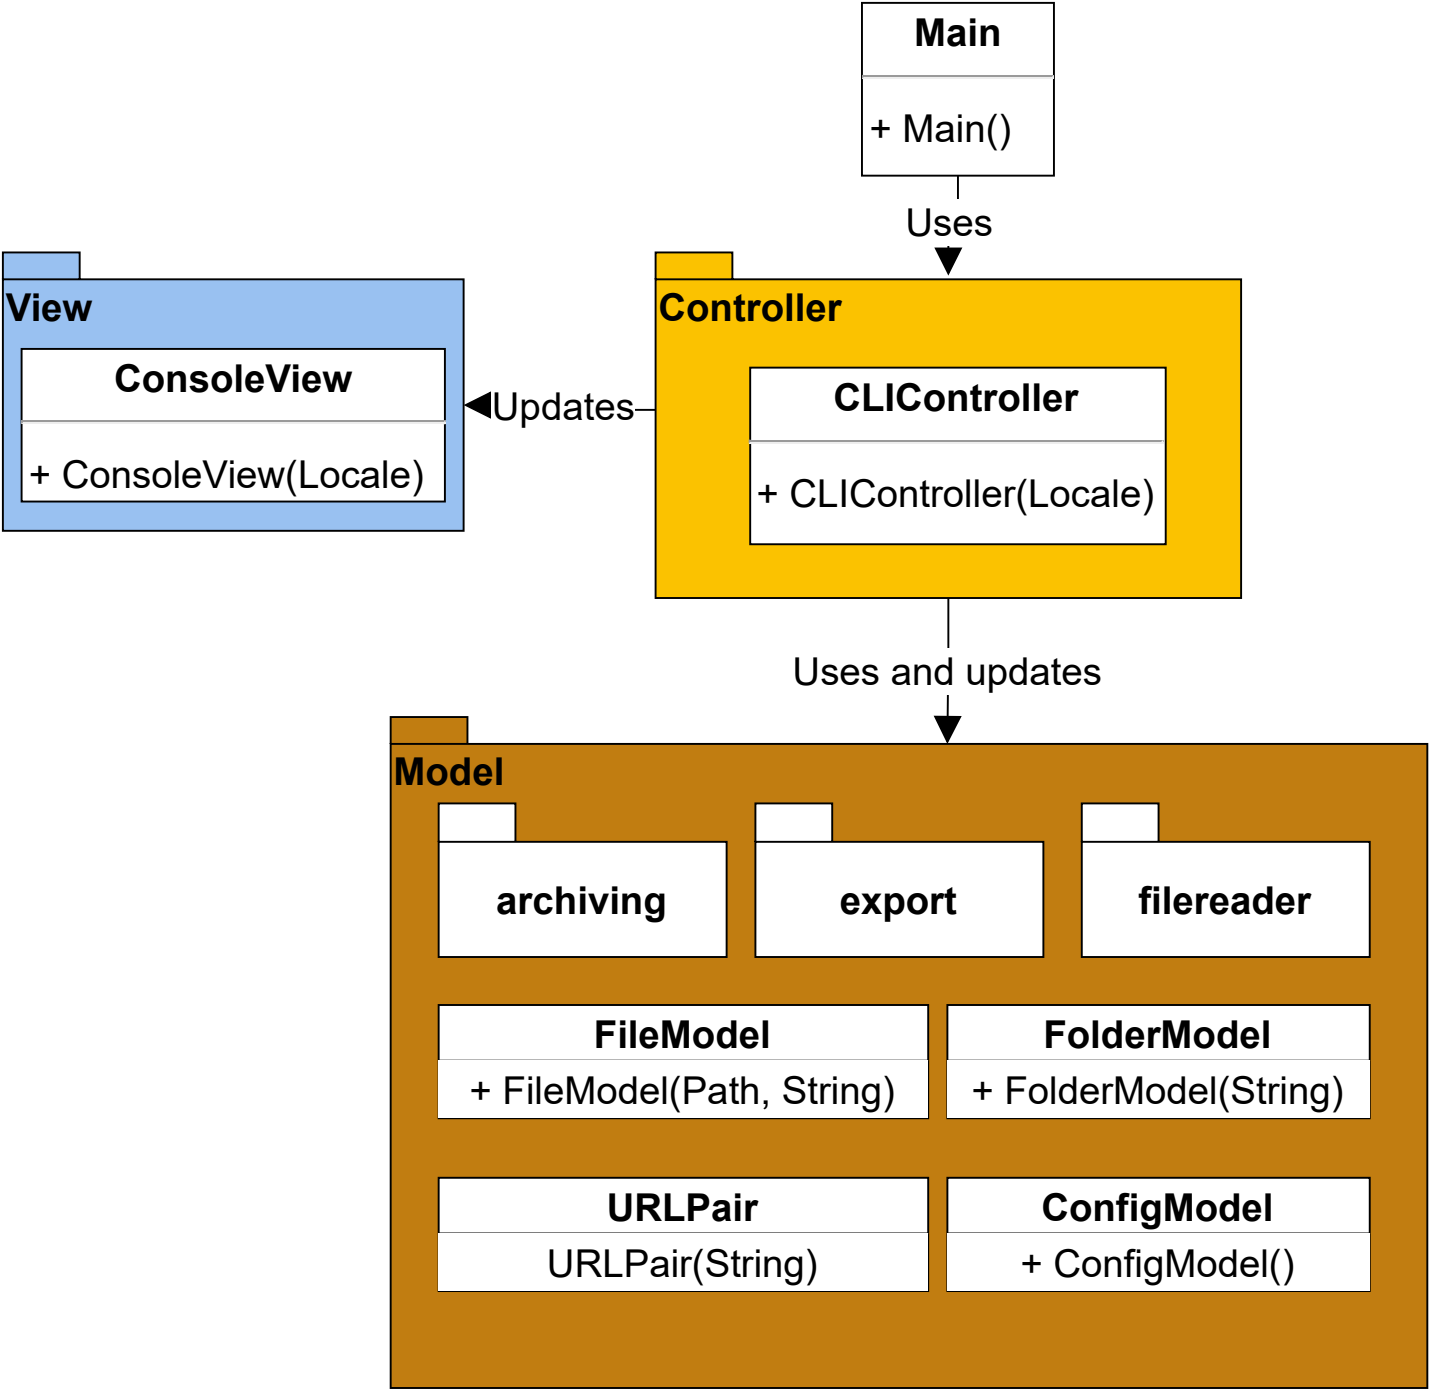 Main
+ Main()
Uses
View
ConsoleView
+ ConsoleView(Locale)
Updates
Controller
CLIController
+ CLIController(Locale)
Uses and updates
Model
archiving
export
filereader
FileModel
+ FileModel(Path, String)
FolderModel
+ FolderModel(String)
URLPair
URLPair(String)
ConfigModel
+ ConfigModel()